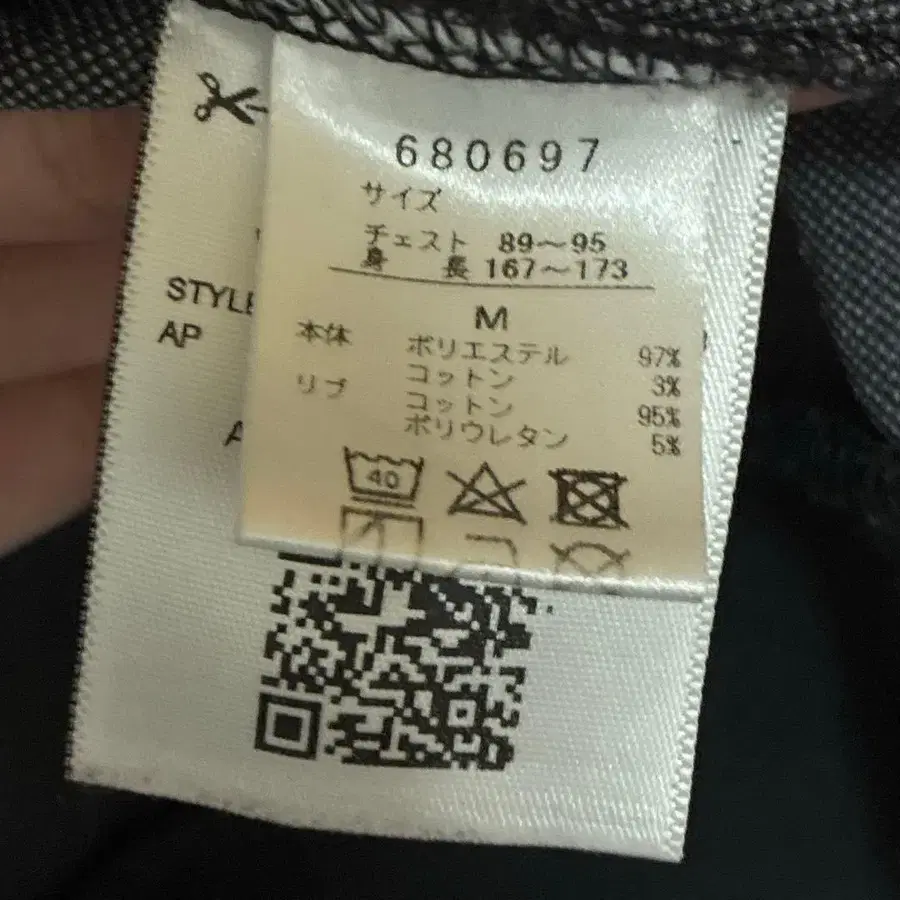 680697
サイズ
チェスト 89～95
身 長 167～173
M
本体 ポリエステル 97%
コットン 3%
リブ コットン 95%
ポリウレタン 5%
40
STYLE
AP
A